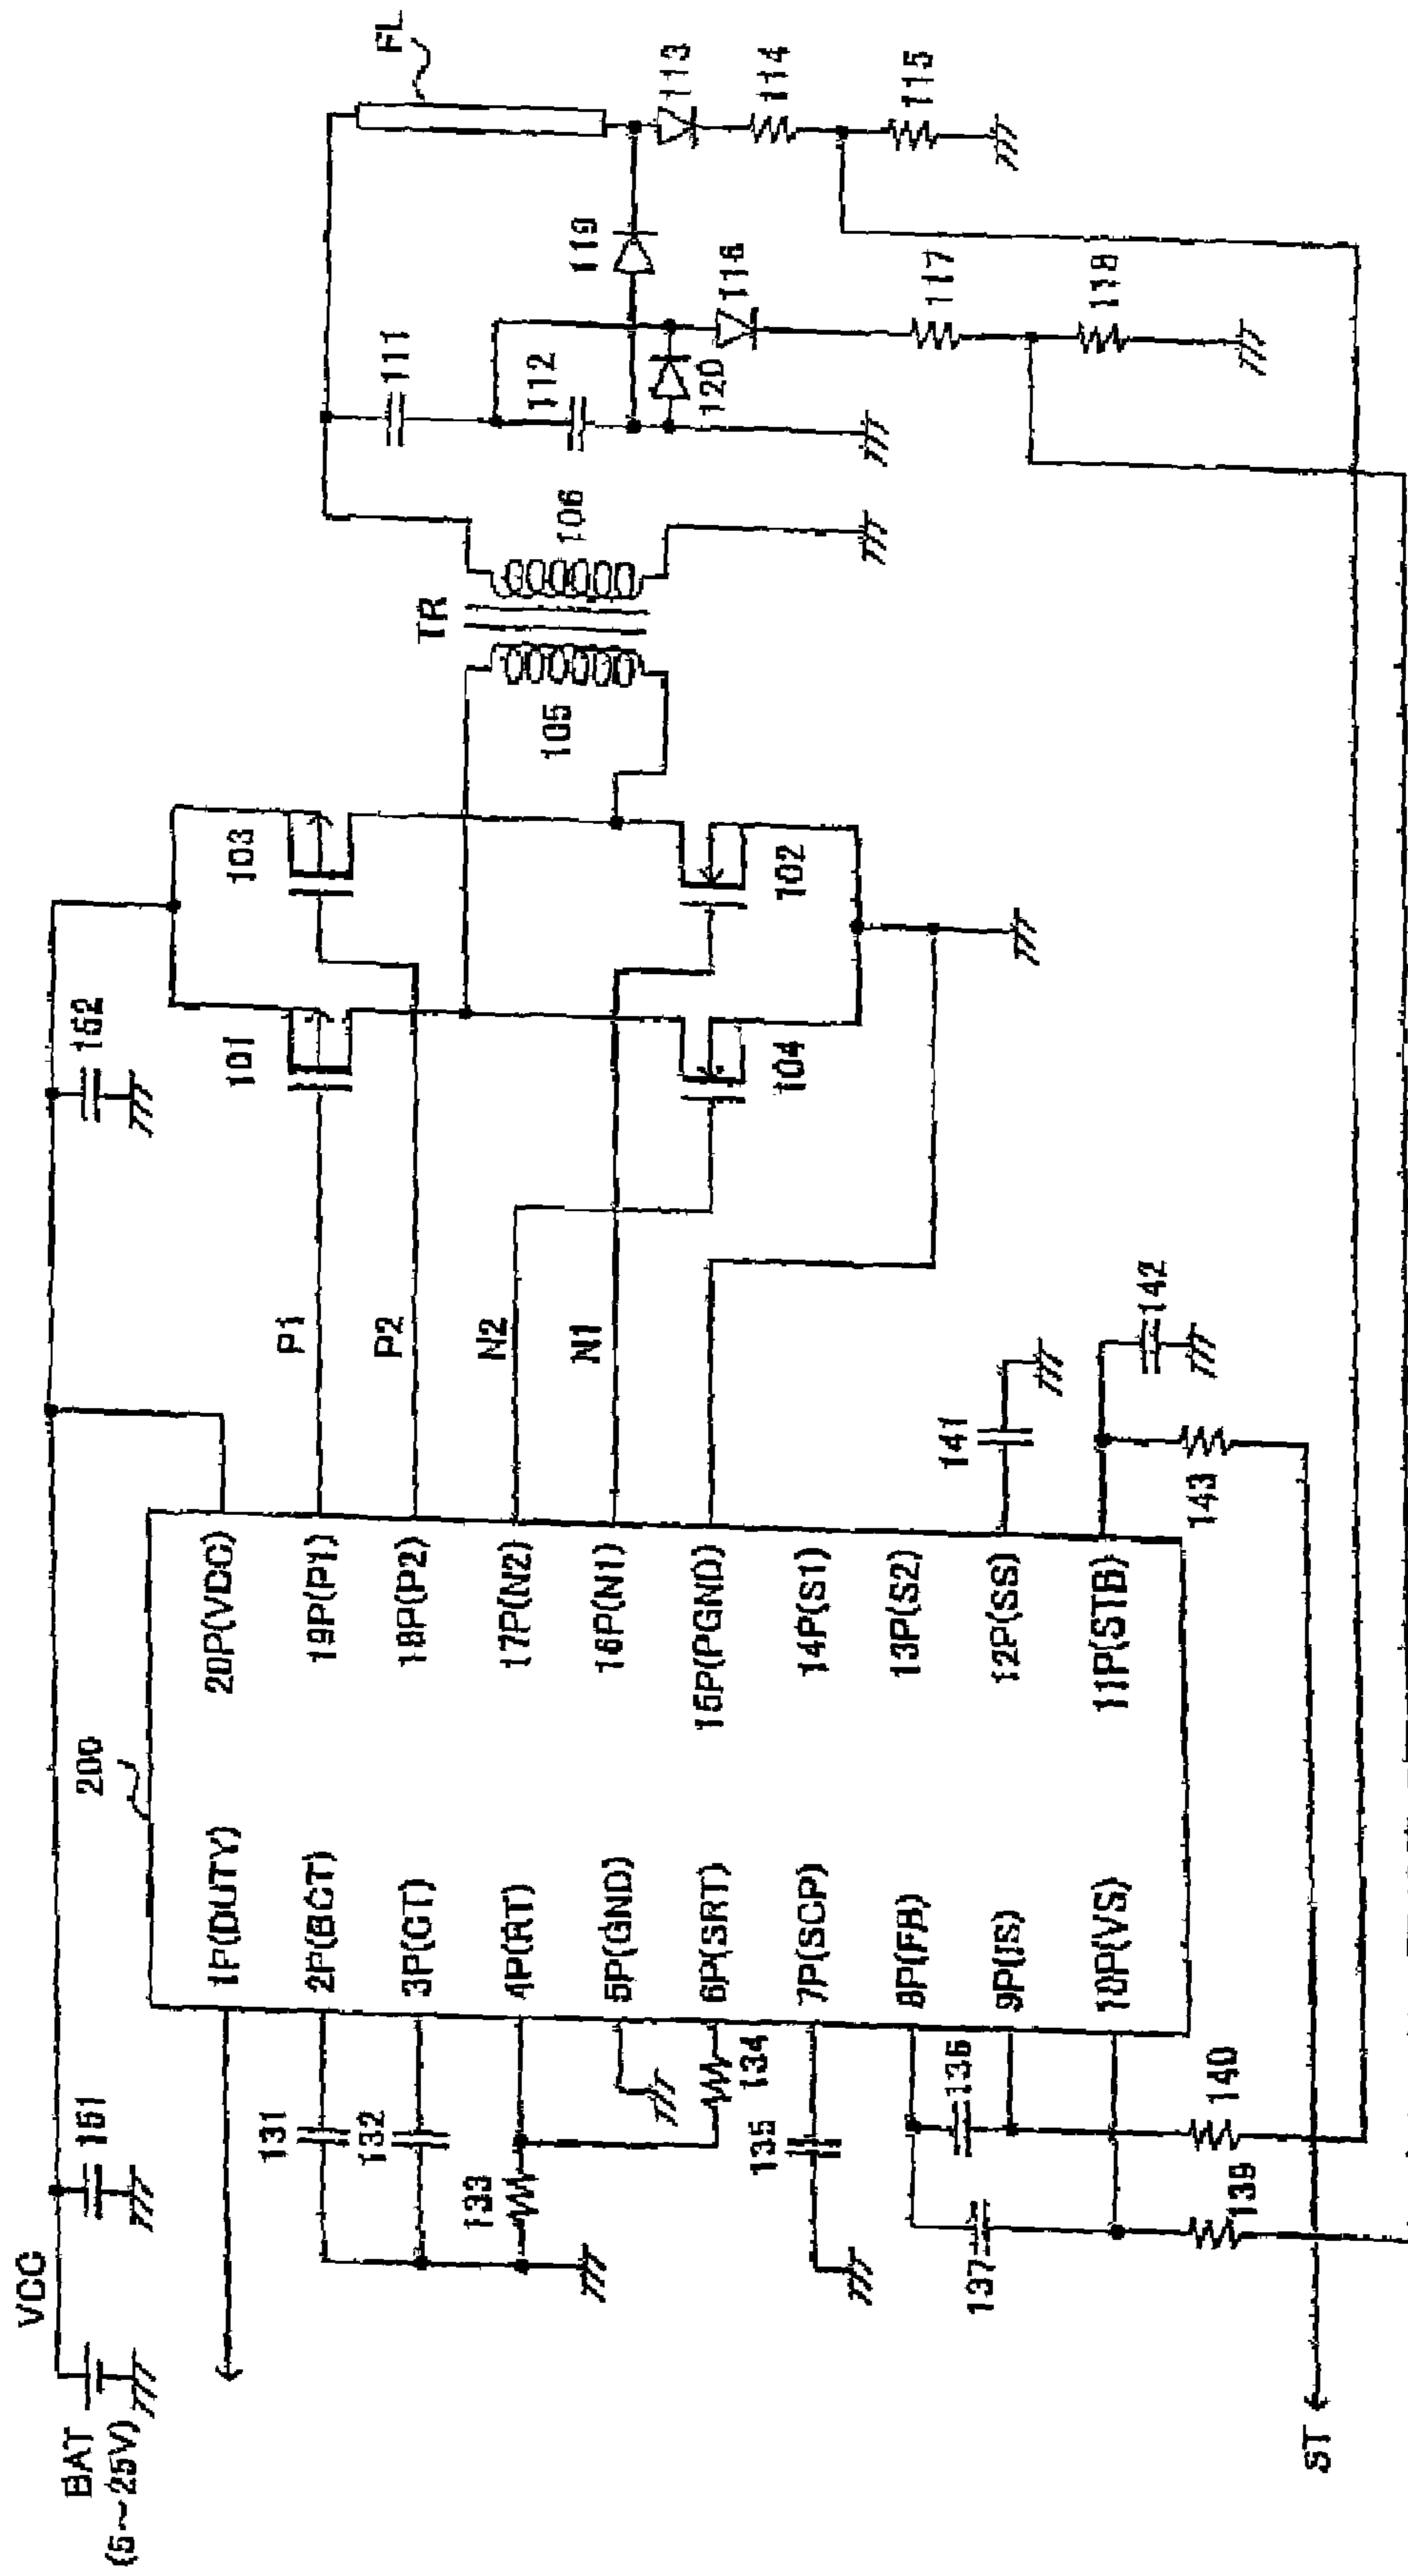 BAT
(5~25V)
VCC
151
152
200
1P(DUTY)
2P(BCT)
3P(CT)
4P(RT)
5P(GND)
6P(SRT)
7P(SCP)
8P(FB)
9P(IS)
10P(VS)
20P(VCC)
19P(P1)
18P(P2)
17P(N2)
16P(N1)
15P(PGND)
14P(S1)
13P(S2)
12P(SS)
11P(STB)
131
132
133
134
135
136
137
139
140
ST
P1
P2
N2
N1
141
142
143
101
103
104
102
TR
105
106
111
112
119
120
116
117
118
FL
113
114
115